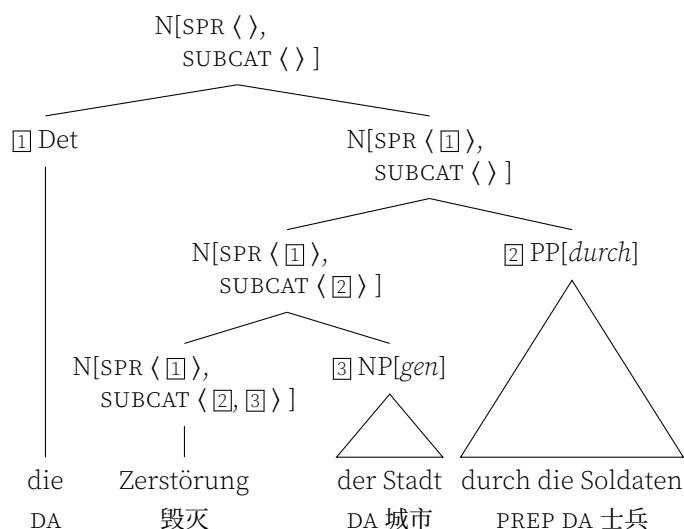 N[SPR ⟨ ⟩,
SUBCAT ⟨ ⟩ ]
1 Det
N[SPR ⟨ 1 ⟩,
SUBCAT ⟨ ⟩ ]
N[SPR ⟨ 1 ⟩,
SUBCAT ⟨ 2 ⟩ ]
2 PP[durch]
N[SPR ⟨ 1 ⟩,
SUBCAT ⟨ 2, 3 ⟩ ]
3 NP[gen]
die Zerstörung der Stadt durch die Soldaten
DA 毁灭 DA 城市 PREP DA 士兵